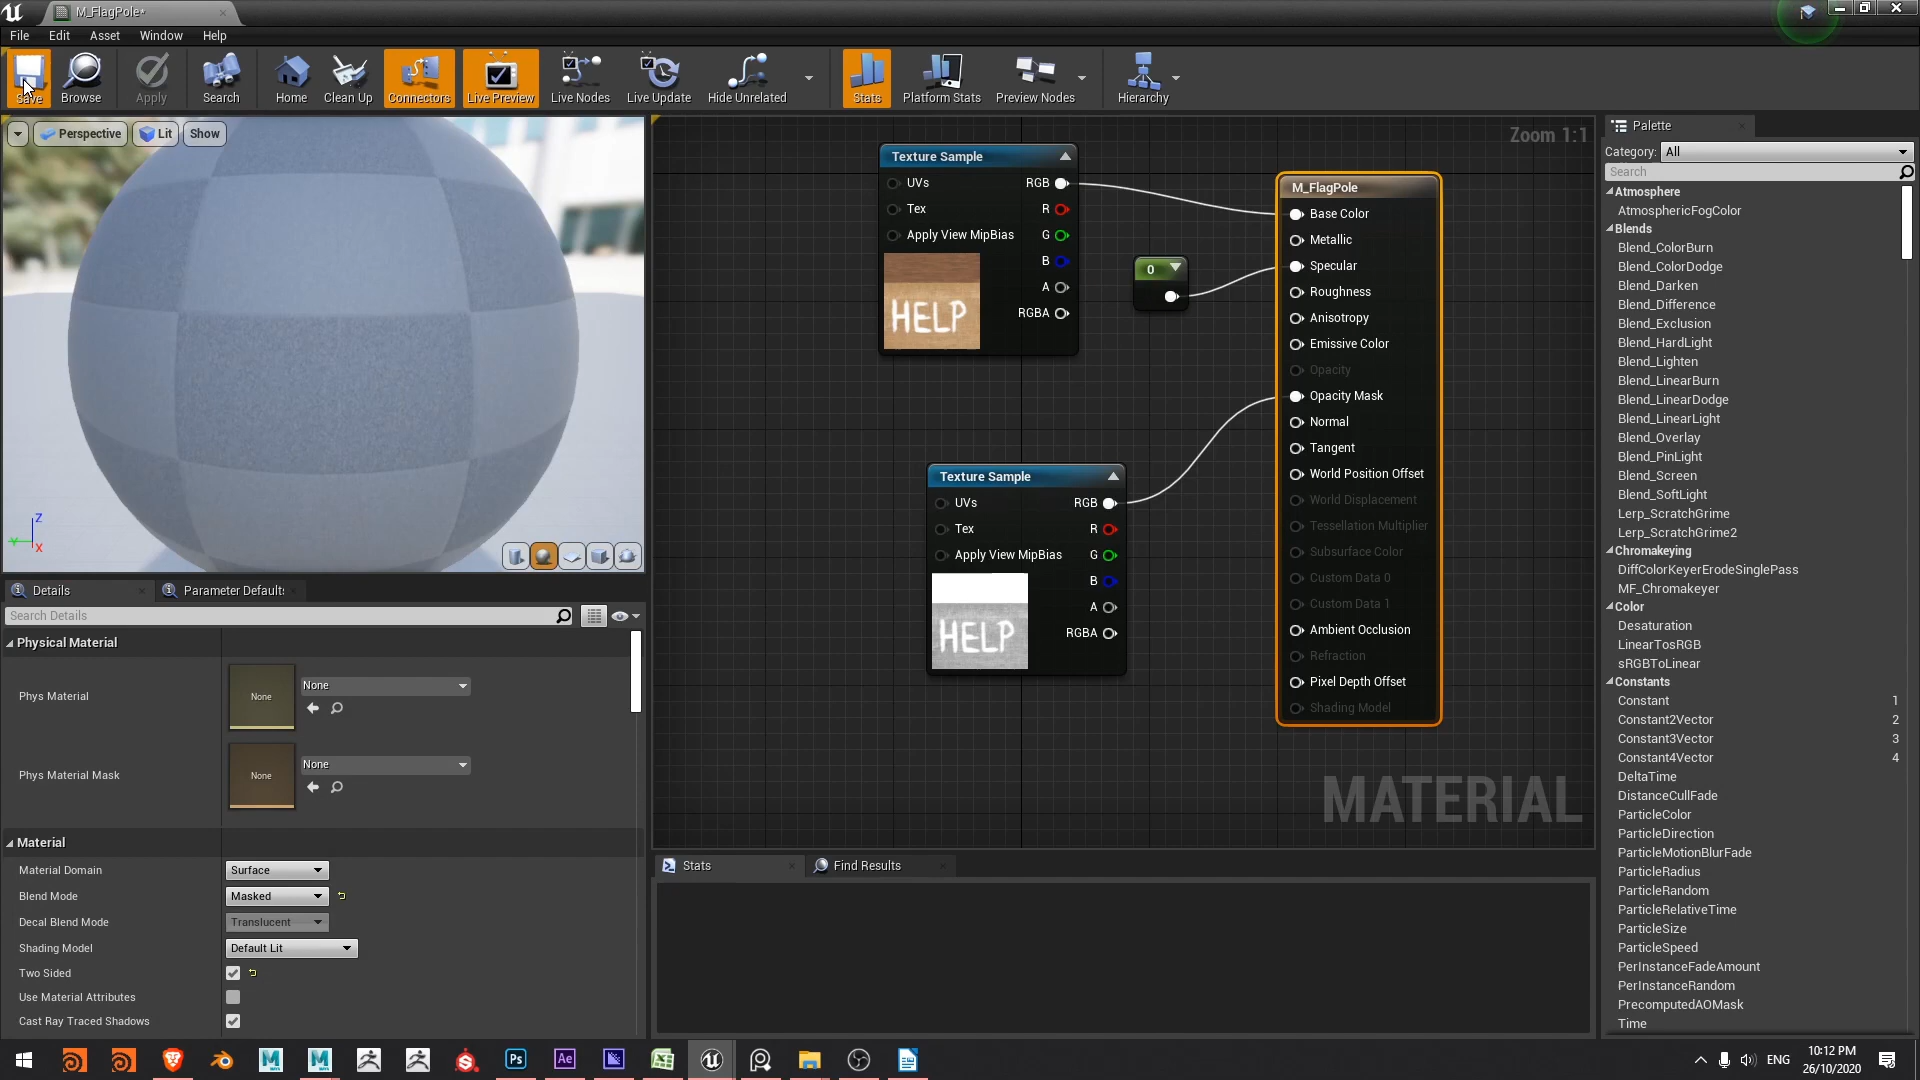 M_FlagPole*
File Edit Asset Window Help
Save Browse Apply Search Home Clean Up Connectors Live Preview Live Nodes Live Update Hide Unrelated Stats Platform Stats Preview Nodes Hierarchy
Perspective Lit Show
Z
Y
X
Details Parameter Defaults
Search Details
Physical Material
Phys Material None None
Phys Material Mask None None
Material
Material Domain Surface
Blend Mode Masked
Decal Blend Mode Translucent
Shading Model Default Lit
Two Sided
Use Material Attributes
Cast Ray Traced Shadows
Zoom 1:1
Texture Sample
UVs RGB
Tex R
Apply View MipBias G
B
A
RGBA
HELP
0
Texture Sample
UVs RGB
Tex R
Apply View MipBias G
B
A
RGBA
HELP
M_FlagPole
Base Color
Metallic
Specular
Roughness
Anisotropy
Emissive Color
Opacity
Opacity Mask
Normal
Tangent
World Position Offset
World Displacement
Tessellation Multiplier
Subsurface Color
Custom Data 0
Custom Data 1
Ambient Occlusion
Refraction
Pixel Depth Offset
Shading Model
MATERIAL
Stats Find Results
Palette
Category: All
Search
Atmosphere
AtmosphericFogColor
Blends
Blend_ColorBurn
Blend_ColorDodge
Blend_Darken
Blend_Difference
Blend_Exclusion
Blend_HardLight
Blend_Lighten
Blend_LinearBurn
Blend_LinearDodge
Blend_LinearLight
Blend_Overlay
Blend_PinLight
Blend_Screen
Blend_SoftLight
Lerp_ScratchGrime
Lerp_ScratchGrime2
Chromakeying
DiffColorKeyerErodeSinglePass
MF_Chromakeyer
Color
Desaturation
LinearTosRGB
sRGBToLinear
Constants
Constant 1
Constant2Vector 2
Constant3Vector 3
Constant4Vector 4
DeltaTime
DistanceCullFade
ParticleColor
ParticleDirection
ParticleMotionBlurFade
ParticleRadius
ParticleRandom
ParticleRelativeTime
ParticleSize
ParticleSpeed
PerInstanceFadeAmount
PerInstanceRandom
PrecomputedAOMask
Time
Ps Ae
ENG
10:12 PM
26/10/2020